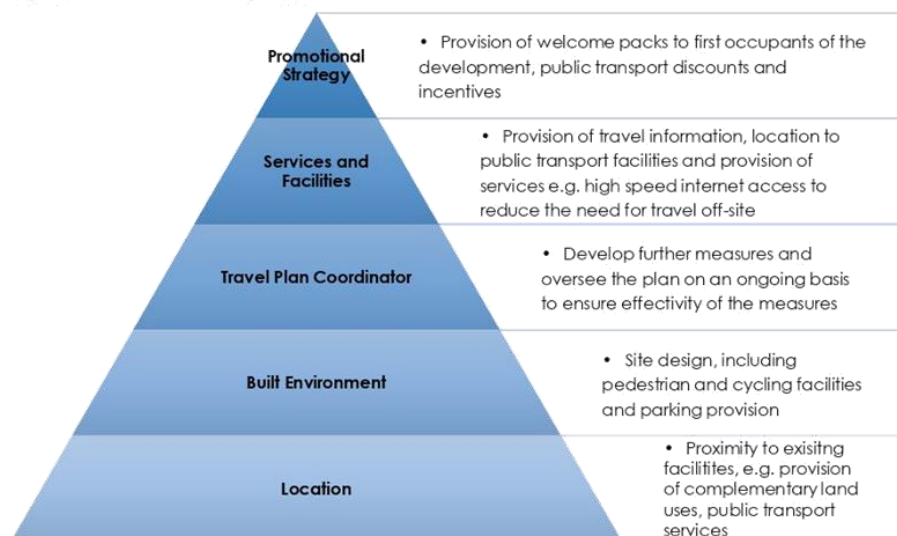 Promotional
Strategy
• Provision of welcome packs to first occupants of the
development, public transport discounts and
incentives
Services and
Facilities
• Provision of travel information, location to
public transport facilities and provision of
services e.g. high speed internet access to
reduce the need for travel off-site
Travel Plan Coordinator
• Develop further measures and
oversee the plan on an ongoing basis
to ensure effectivity of the measures
Built Environment
• Site design, including
pedestrian and cycling facilities
and parking provision
Location
• Proximity to exisitng
facilitites, e.g. provision
of complementary land
uses, public transport
services